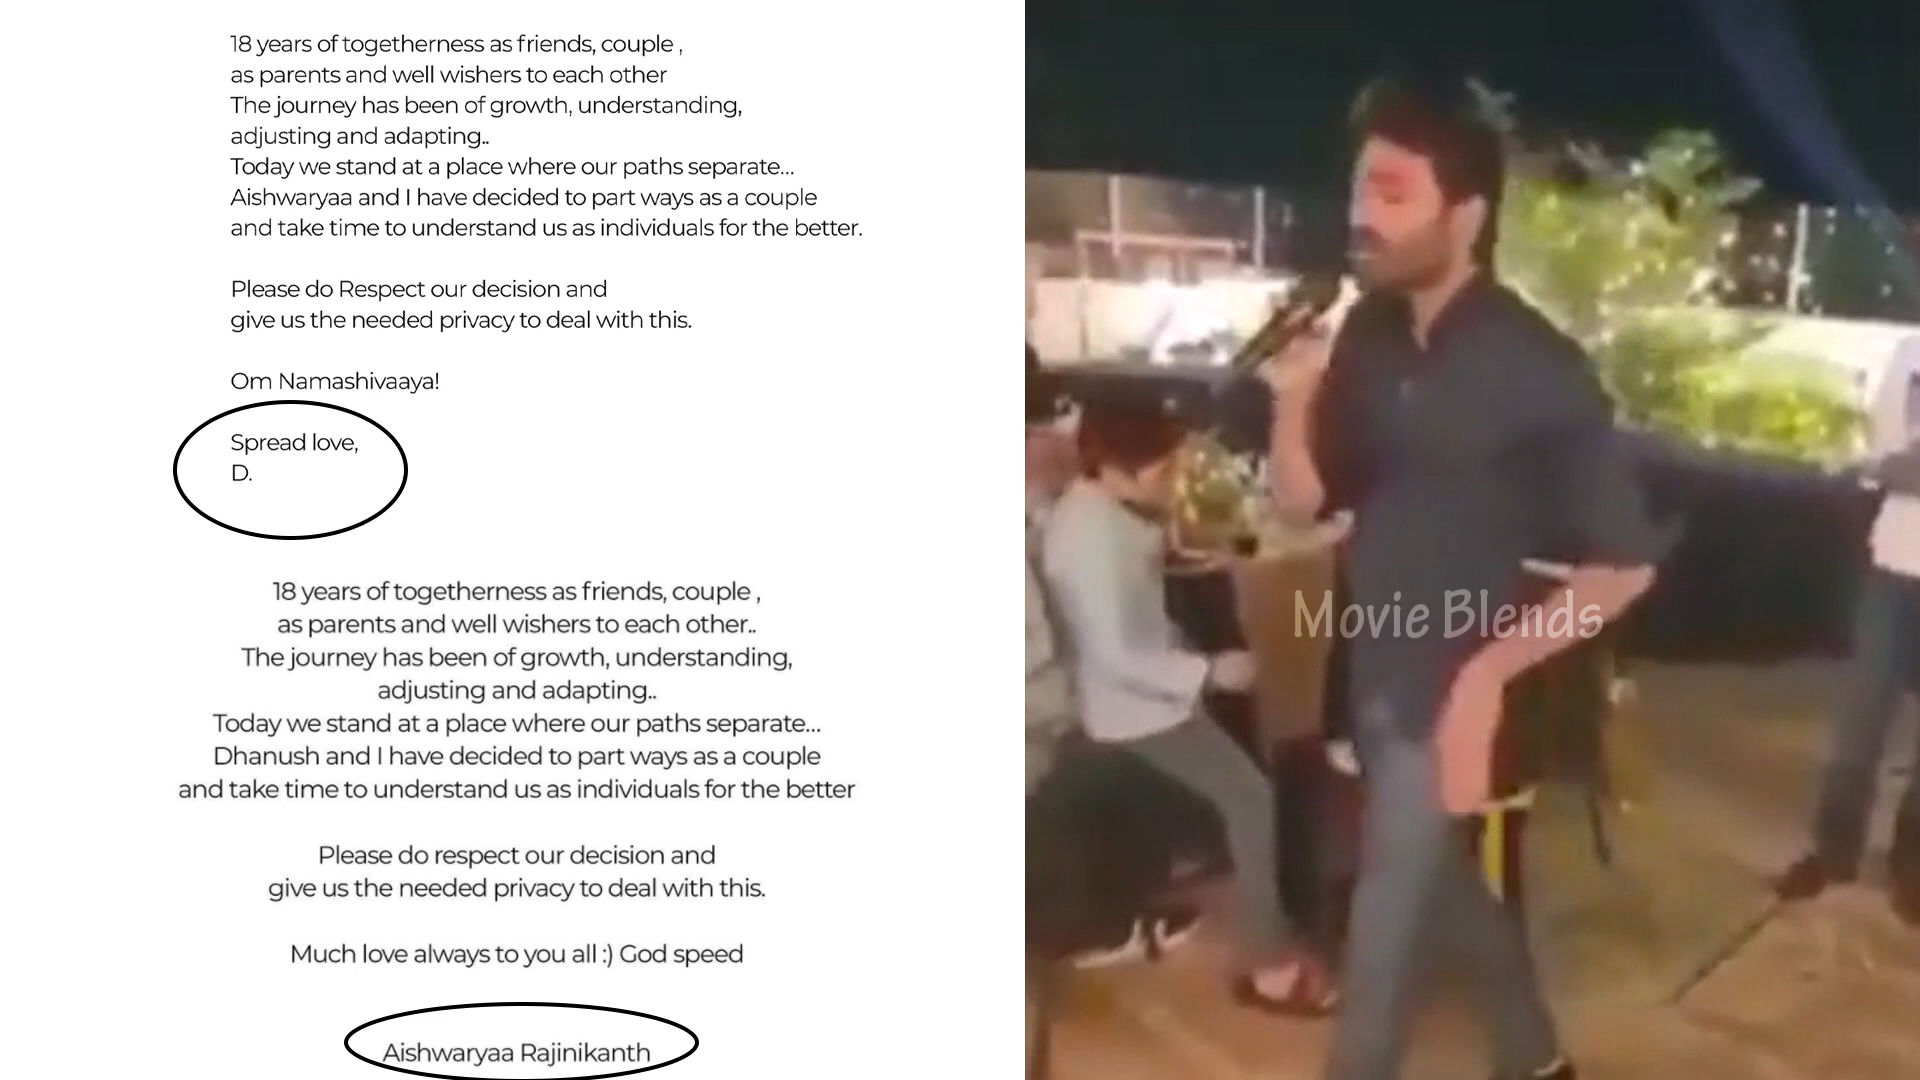 18 years of togetherness as friends, couple ,
as parents and well wishers to each other
The journey has been of growth, understanding,
adjusting and adapting..
Today we stand at a place where our paths separate...
Aishwaryaa and I have decided to part ways as a couple
and take time to understand us as individuals for the better.
Please do Respect our decision and
give us the needed privacy to deal with this.
Om Namashivaaya!
Spread love,
D.
18 years of togetherness as friends, couple ,
as parents and well wishers to each other..
The journey has been of growth, understanding,
adjusting and adapting..
Today we stand at a place where our paths separate...
Dhanush and I have decided to part ways as a couple
and take time to understand us as individuals for the better
Please do respect our decision and
give us the needed privacy to deal with this.
Much love always to you all :) God speed
Aishwaryaa Rajinikanth
Movie Blends